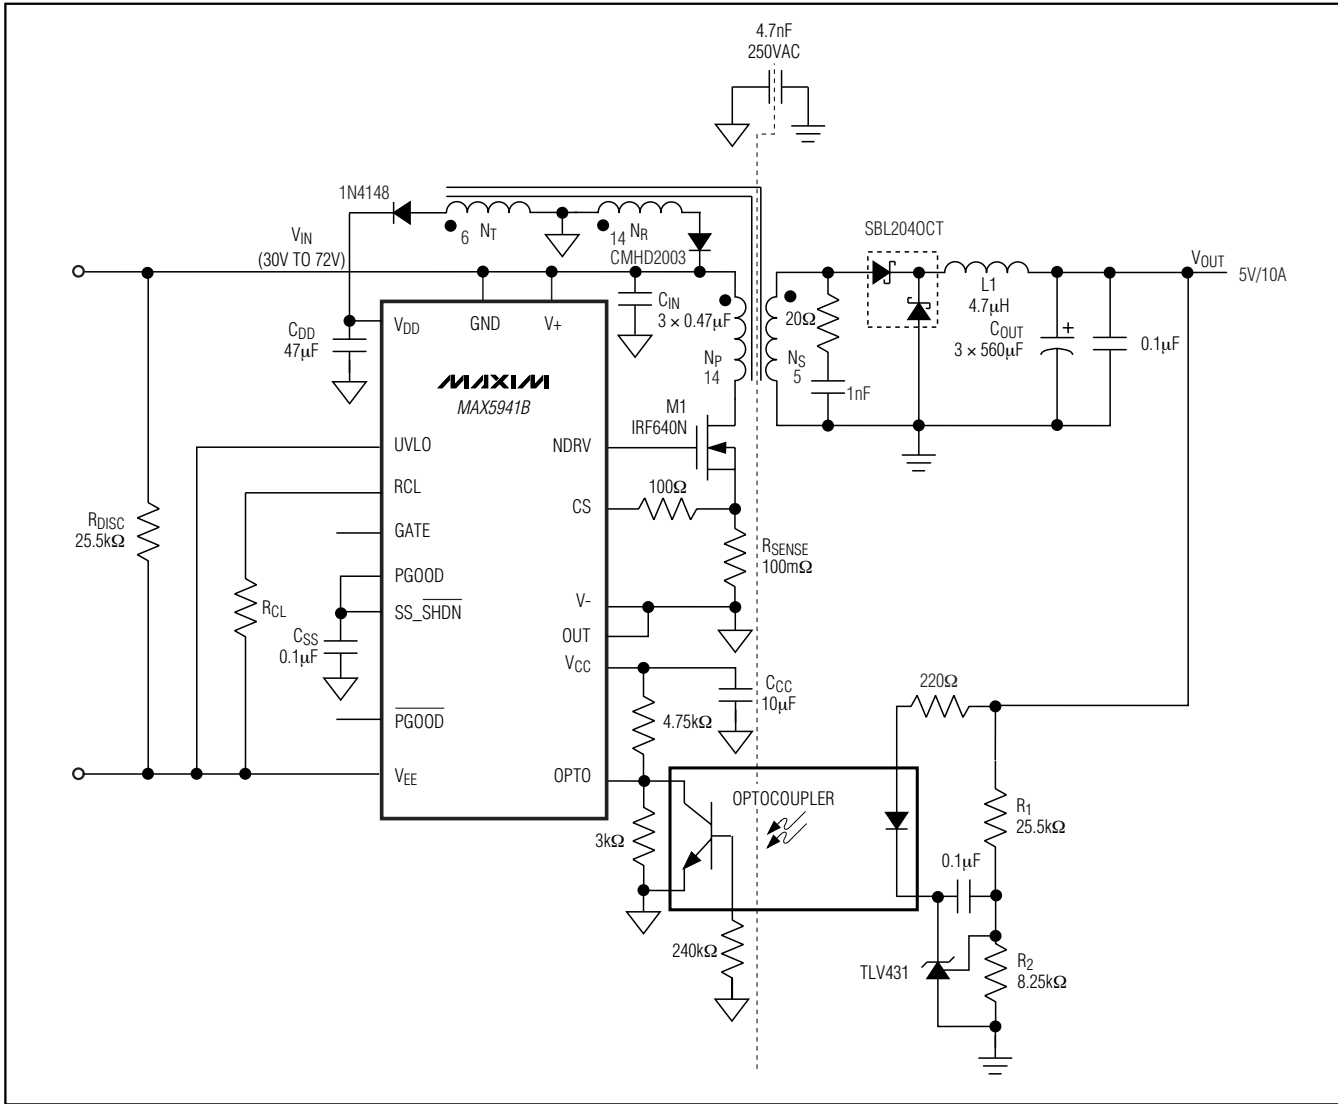 4.7nF
250VAC
1N4148
6 NT
14 NR
CMHD2003
VIN
(30V TO 72V)
SBL204OCT
VOUT
5V/10A
L1
4.7μH
CIN
3 × 0.47μF
VDD
GND
V+
CDD
47μF
20Ω
COUT
3 × 560μF
+
0.1μF
NP
14
NS
5
1nF
MAXIM
MAX5941B
M1
IRF640N
UVLO
NDRV
RCL
100Ω
CS
RDISC
25.5kΩ
GATE
RSENSE
100mΩ
PGOOD
RCL
SS_SHDN
V-
OUT
CSS
0.1μF
VCC
CCC
10μF
220Ω
PGOOD
4.75kΩ
VEE
OPTO
OPTOCOUPLER
R1
25.5kΩ
3kΩ
0.1μF
240kΩ
TLV431
R2
8.25kΩ